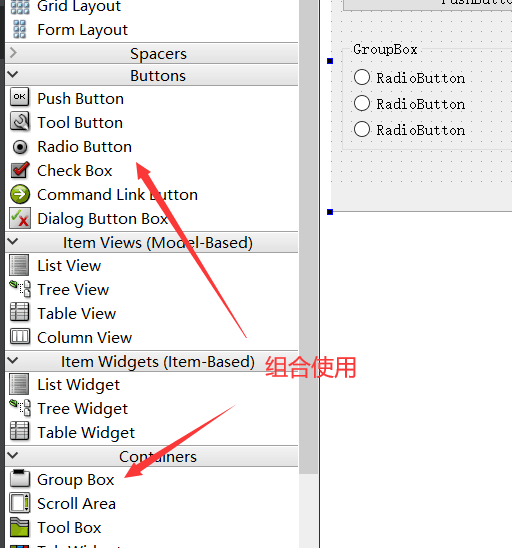 Grid Layout
Form Layout
Spacers
Buttons
Push Button
Tool Button
Radio Button
Check Box
Command Link Button
Dialog Button Box
Item Views (Model-Based)
List View
Tree View
Table View
Column View
Item Widgets (Item-Based)
List Widget
Tree Widget
Table Widget
Containers
Group Box
Scroll Area
Tool Box
组合使用
GroupBox
RadioButton
RadioButton
RadioButton